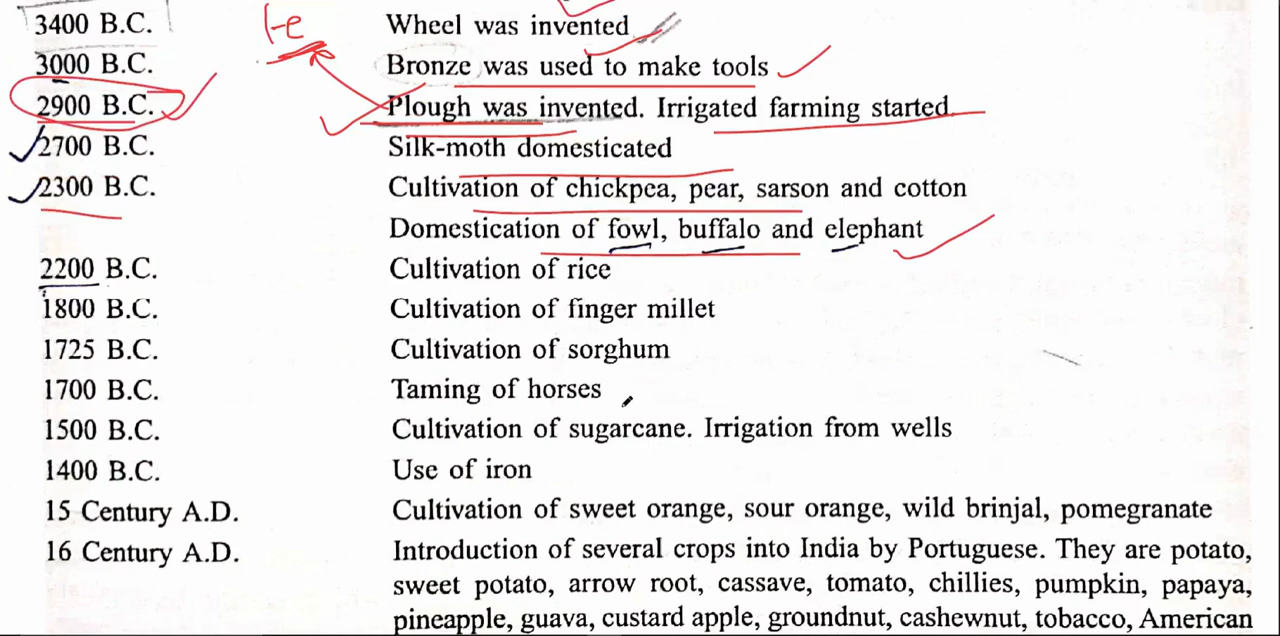 3400 B.C. Wheel was invented
3000 B.C. Bronze was used to make tools
2900 B.C. Plough was invented. Irrigated farming started
2700 B.C. Silk-moth domesticated
2300 B.C. Cultivation of chickpea, pear, sarson and cotton
Domestication of fowl, buffalo and elephant
2200 B.C. Cultivation of rice
1800 B.C. Cultivation of finger millet
1725 B.C. Cultivation of sorghum
1700 B.C. Taming of horses
1500 B.C. Cultivation of sugarcane. Irrigation from wells
1400 B.C. Use of iron
15 Century A.D. Cultivation of sweet orange, sour orange, wild brinjal, pomegranate
16 Century A.D. Introduction of several crops into India by Portuguese. They are potato,
sweet potato, arrow root, cassave, tomato, chillies, pumpkin, papaya,
pineapple, guava, custard apple, groundnut, cashewnut, tobacco, American